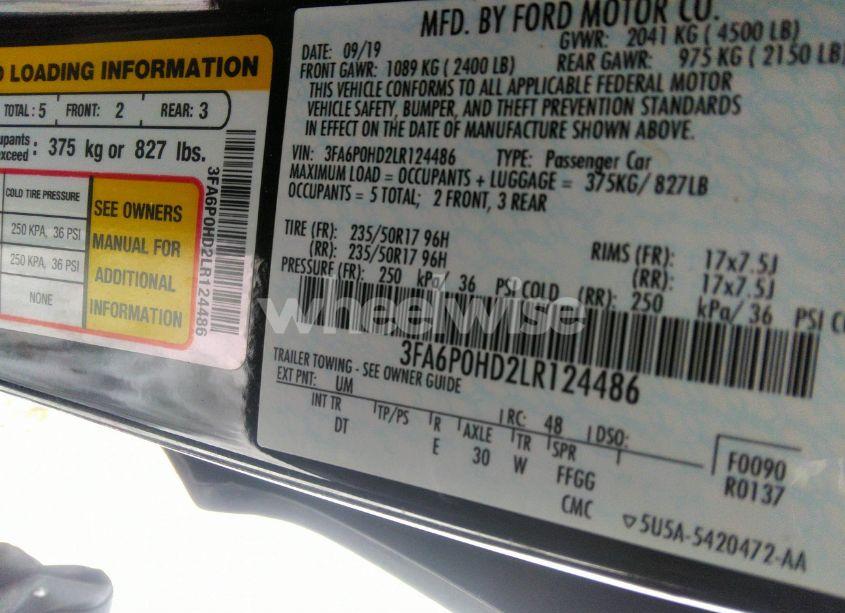 D LOADING INFORMATION
TOTAL: 5 FRONT: 2 REAR: 3
upants
exceed : 375 kg or 827 lbs.
COLD TIRE PRESSURE
250 KPA, 36 PSI
250 KPA, 36 PSI
NONE
SEE OWNERS
MANUAL FOR
ADDITIONAL
INFORMATION
3FA6P0HD2LR124486
MFD. BY FORD MOTOR CO.
DATE: 09/19 GVWR: 2041 KG ( 4500 LB)
FRONT GAWR: 1089 KG ( 2400 LB) REAR GAWR: 975 KG ( 2150 LB)
THIS VEHICLE CONFORMS TO ALL APPLICABLE FEDERAL MOTOR
VEHICLE SAFETY, BUMPER, AND THEFT PREVENTION STANDARDS
IN EFFECT ON THE DATE OF MANUFACTURE SHOWN ABOVE.
VIN: 3FA6P0HD2LR124486 TYPE: Passenger Car
MAXIMUM LOAD = OCCUPANTS + LUGGAGE = 375KG/ 827LB
OCCUPANTS = 5 TOTAL; 2 FRONT, 3 REAR
TIRE (FR): 235/50R17 96H RIMS (FR): 17x7.5J
(RR): 235/50R17 96H (RR): 17x7.5J
PRESSURE (FR): 250 kPa/ 36 PSI COLD (RR): 250 kPa/ 36 PSI C
wheelwise
3FA6P0HD2LR124486
TRAILER TOWING - SEE OWNER GUIDE
EXT PNT: UM RC: 48 DSO:
INT TR TP/PS R AXLE TR SPR
DT E 30 W FFGG
CMC
F0090
R0137
5U5A-5420472-AA